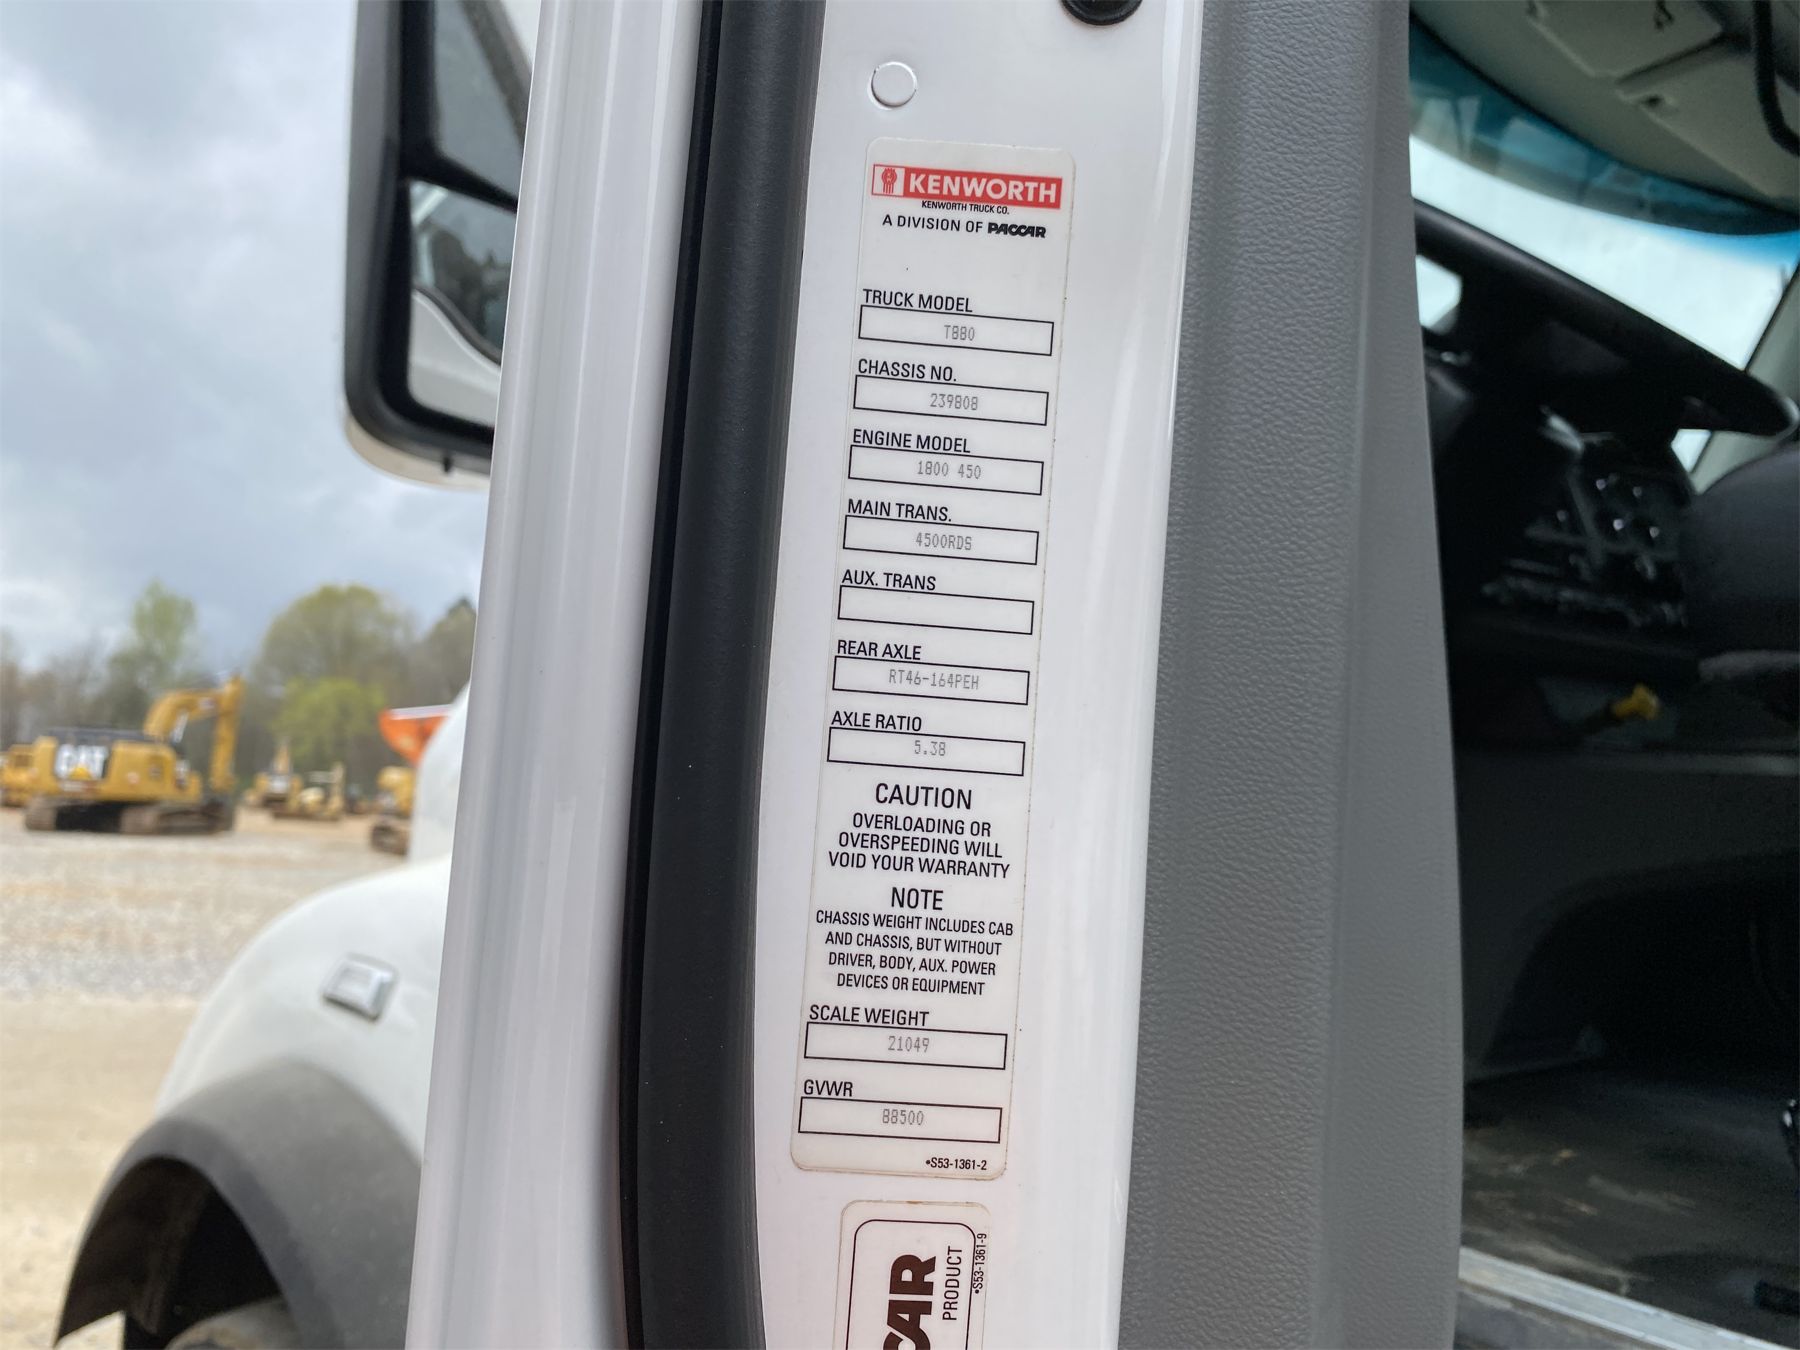 KENWORTH
KENWORTH TRUCK CO.
A DIVISION OF PACCAR
TRUCK MODEL
T880
CHASSIS NO.
239808
ENGINE MODEL
1800 450
MAIN TRANS.
4500RDS
AUX. TRANS
REAR AXLE
RT46-164PEH
AXLE RATIO
5.38
CAUTION
OVERLOADING OR
OVERSPEEDING WILL
VOID YOUR WARRANTY
NOTE
CHASSIS WEIGHT INCLUDES CAB
AND CHASSIS, BUT WITHOUT
DRIVER, BODY, AUX. POWER
DEVICES OR EQUIPMENT
SCALE WEIGHT
21049
GVWR
88500
•S53-1361-2
CAR
PRODUCT
•S53-1361-9
CAT